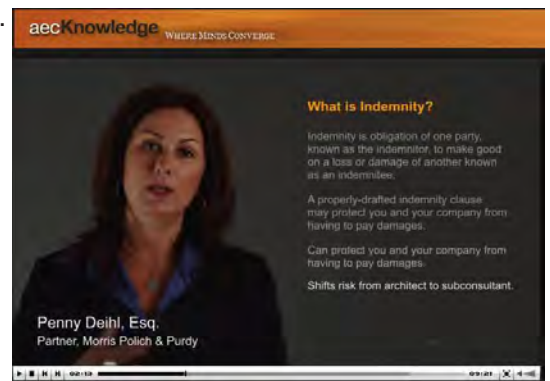 aecKnowledge WHERE MINDS CONVERGE
What is Indemnity?
Indemnity is obligation of one party,
known as the indemnitor, to make good
on a loss or damage of another known
as an indemnitee.
A properly-drafted indemnity clause
may protect you and your company from
having to pay damages.
Can protect you and your company from
having to pay damages.
Shifts risk from architect to subconsultant.
Penny Deihl, Esq.
Partner, Morris Polich & Purdy
02:13